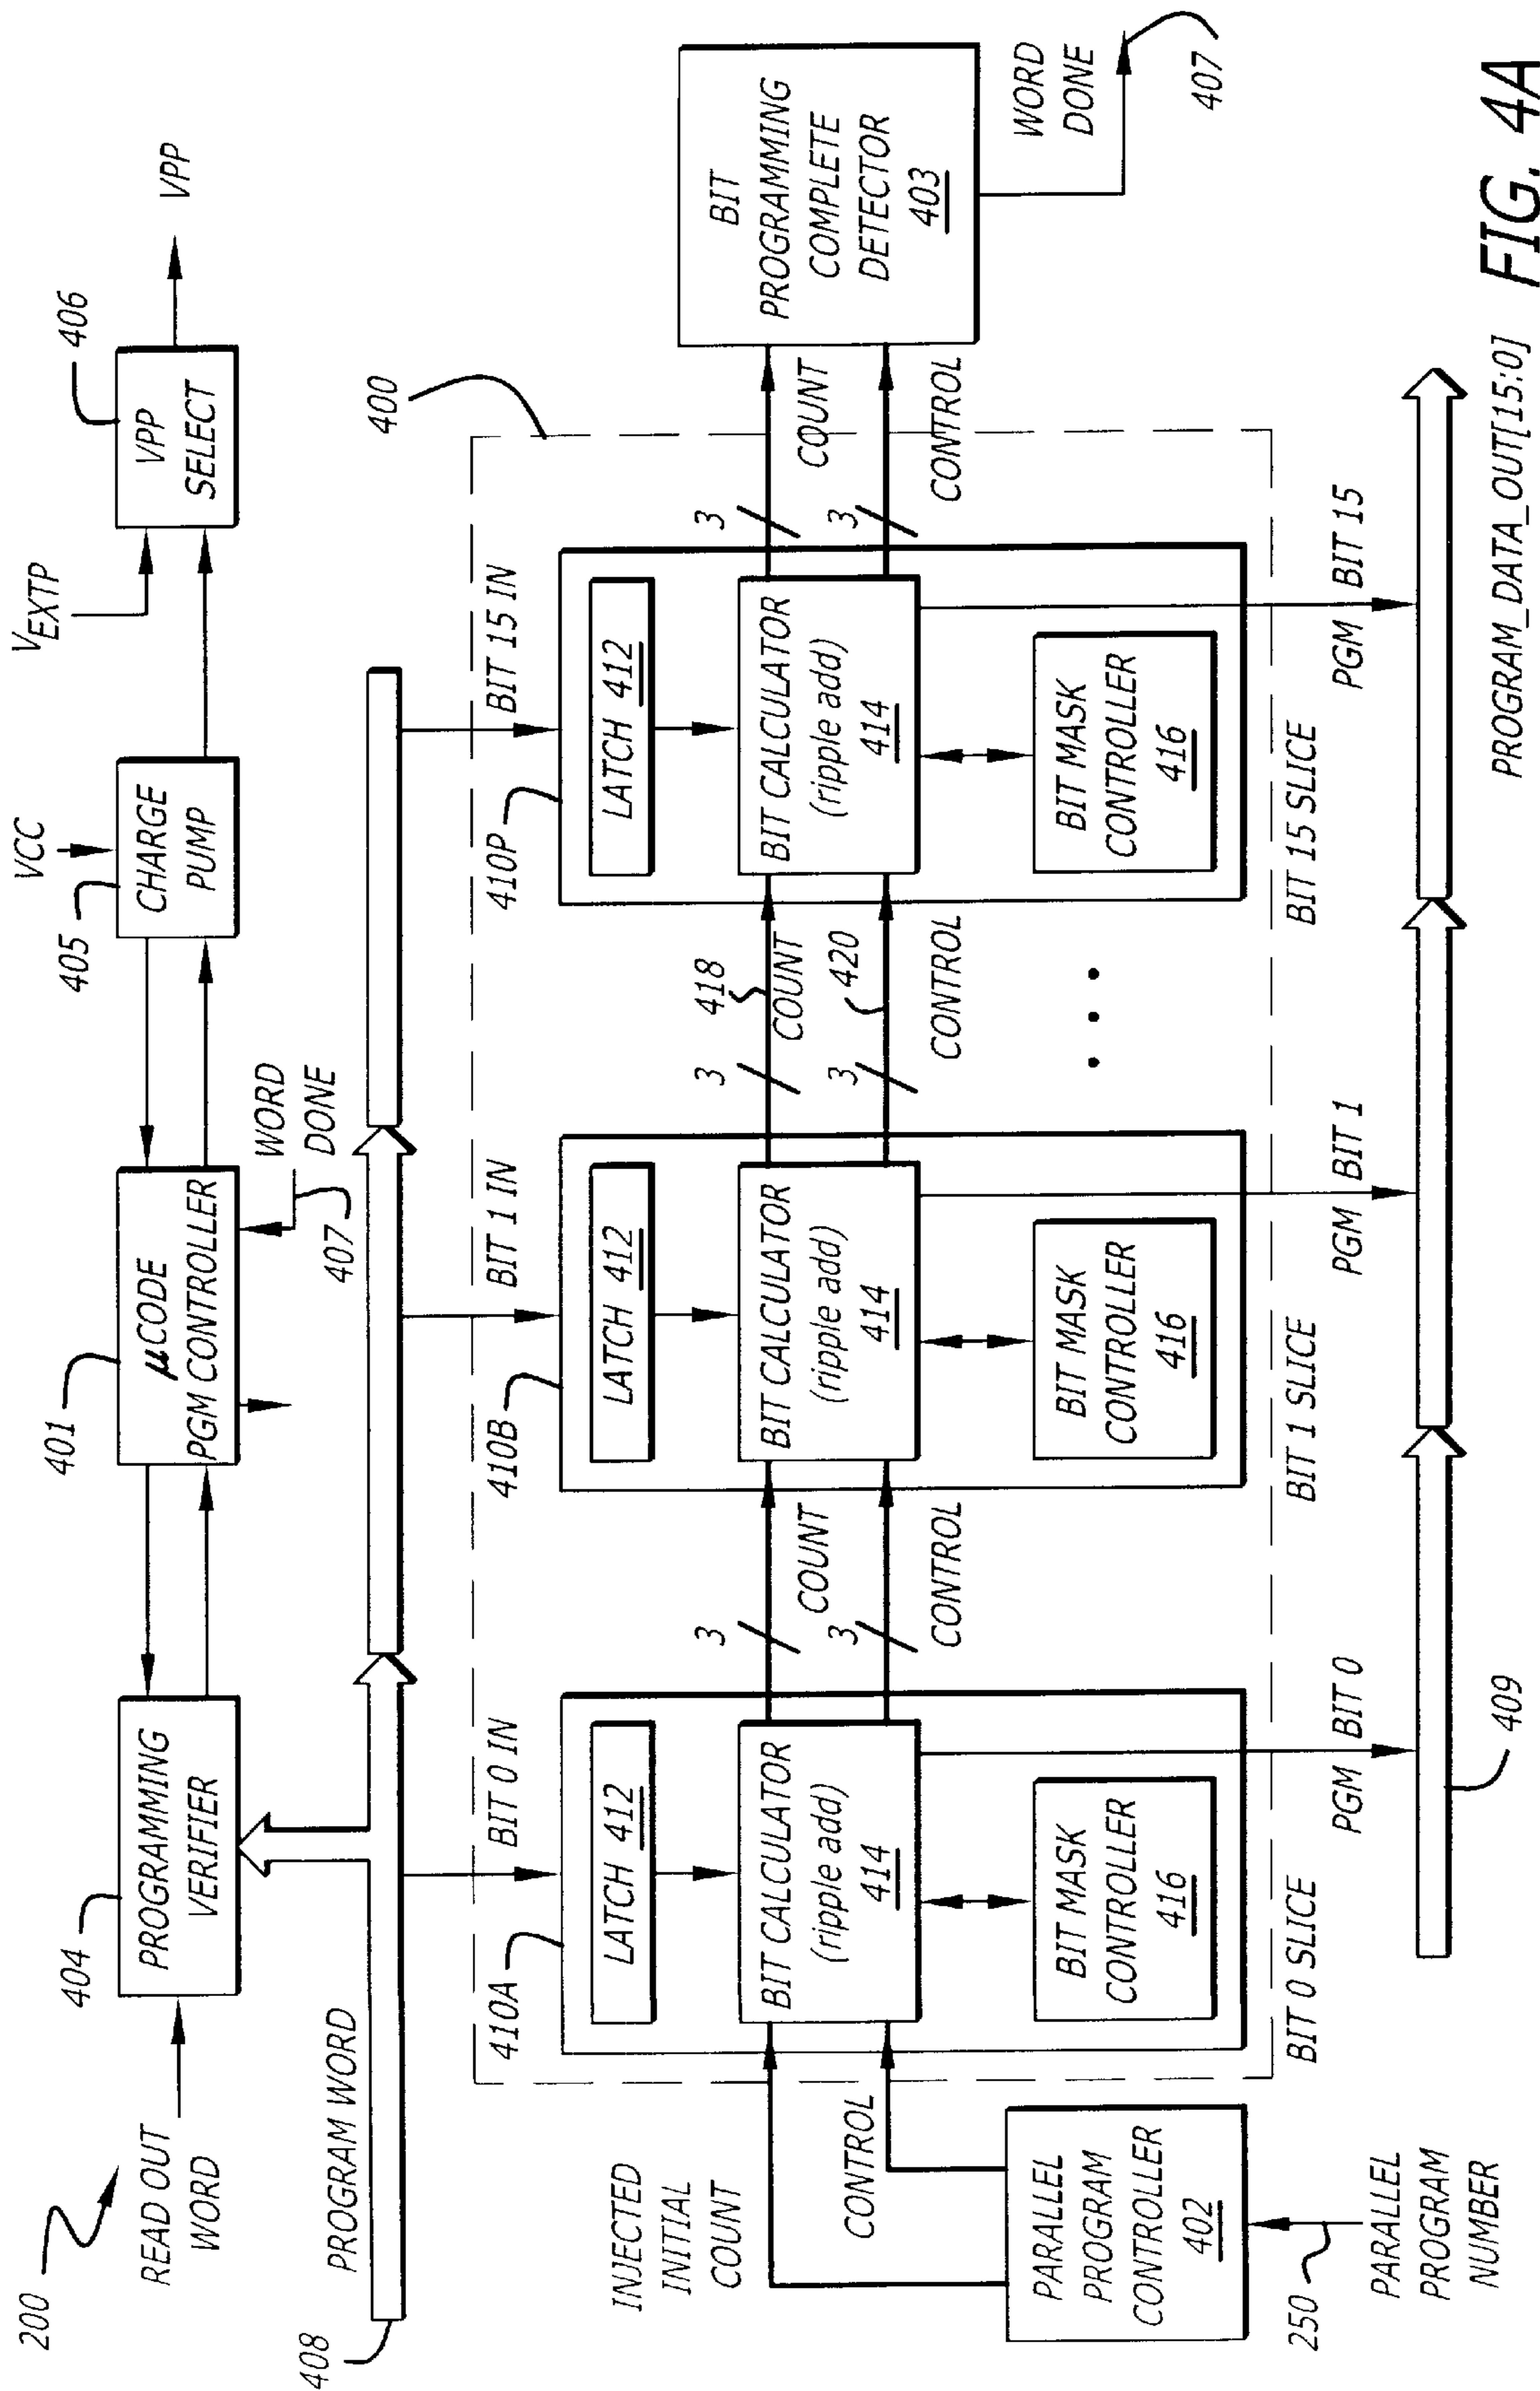 200
READ OUT
WORD
404
PROGRAMMING
VERIFIER
401
μCODE
PGM CONTROLLER
WORD
DONE
407
405
VCC
CHARGE
PUMP
VEXTP
406
VPP
SELECT
VPP
408
PROGRAM WORD
400
BIT 0 IN
BIT 1 IN
BIT 15 IN
410A
LATCH 412
BIT CALCULATOR
(ripple add)
414
BIT MASK
CONTROLLER
416
BIT 0 SLICE
3
COUNT
3
CONTROL
410B
LATCH 412
BIT CALCULATOR
(ripple add)
414
BIT MASK
CONTROLLER
416
BIT 1 SLICE
3
418
COUNT
3
420
CONTROL
• • •
410P
LATCH 412
BIT CALCULATOR
(ripple add)
414
BIT MASK
CONTROLLER
416
BIT 15 SLICE
3
COUNT
3
CONTROL
BIT
PROGRAMMING
COMPLETE
DETECTOR
403
WORD
DONE
407
INJECTED
INITIAL
COUNT
CONTROL
PARALLEL
PROGRAM
CONTROLLER
402
250
PARALLEL
PROGRAM
NUMBER
PGM BIT 0
PGM BIT 1
PGM BIT 15
409
PROGRAM_DATA_OUT[15:0]
FIG. 4A